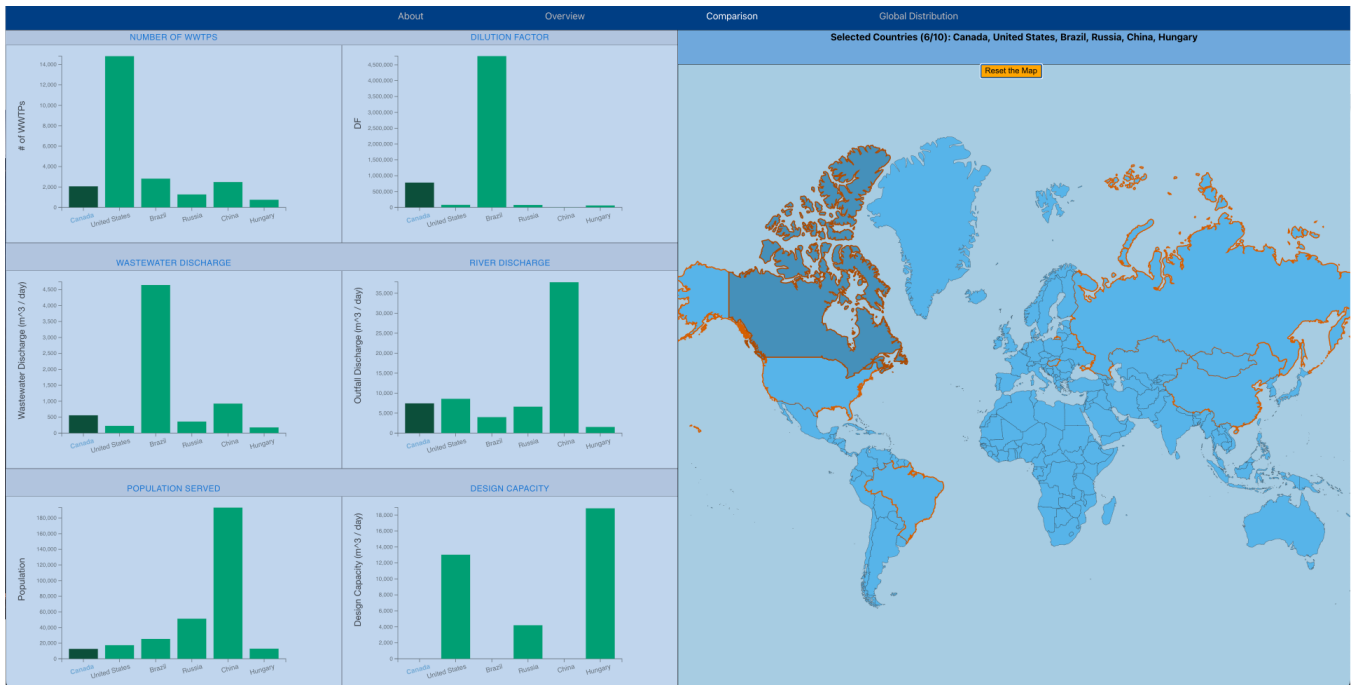 About Overview Comparison Global Distribution
Selected Countries (6/10): Canada, United States, Brazil, Russia, China, Hungary
Reset the Map
NUMBER OF WWTPS
# of WWTPs
14,000
12,000
10,000
8,000
6,000
4,000
2,000
0
Canada United States Brazil Russia China Hungary
DILUTION FACTOR
DF
4,500,000
4,000,000
3,500,000
3,000,000
2,500,000
2,000,000
1,500,000
1,000,000
500,000
0
Canada United States Brazil Russia China Hungary
WASTEWATER DISCHARGE
Wastewater Discharge (m^3 / day)
4,500
4,000
3,500
3,000
2,500
2,000
1,500
1,000
500
0
Canada United States Brazil Russia China Hungary
RIVER DISCHARGE
Outfall Discharge (m^3 / day)
35,000
30,000
25,000
20,000
15,000
10,000
5,000
0
Canada United States Brazil Russia China Hungary
POPULATION SERVED
Population
180,000
160,000
140,000
120,000
100,000
80,000
60,000
40,000
20,000
0
Canada United States Brazil Russia China Hungary
DESIGN CAPACITY
Design Capacity (m^3 / day)
18,000
16,000
14,000
12,000
10,000
8,000
6,000
4,000
2,000
0
Canada United States Brazil Russia China Hungary